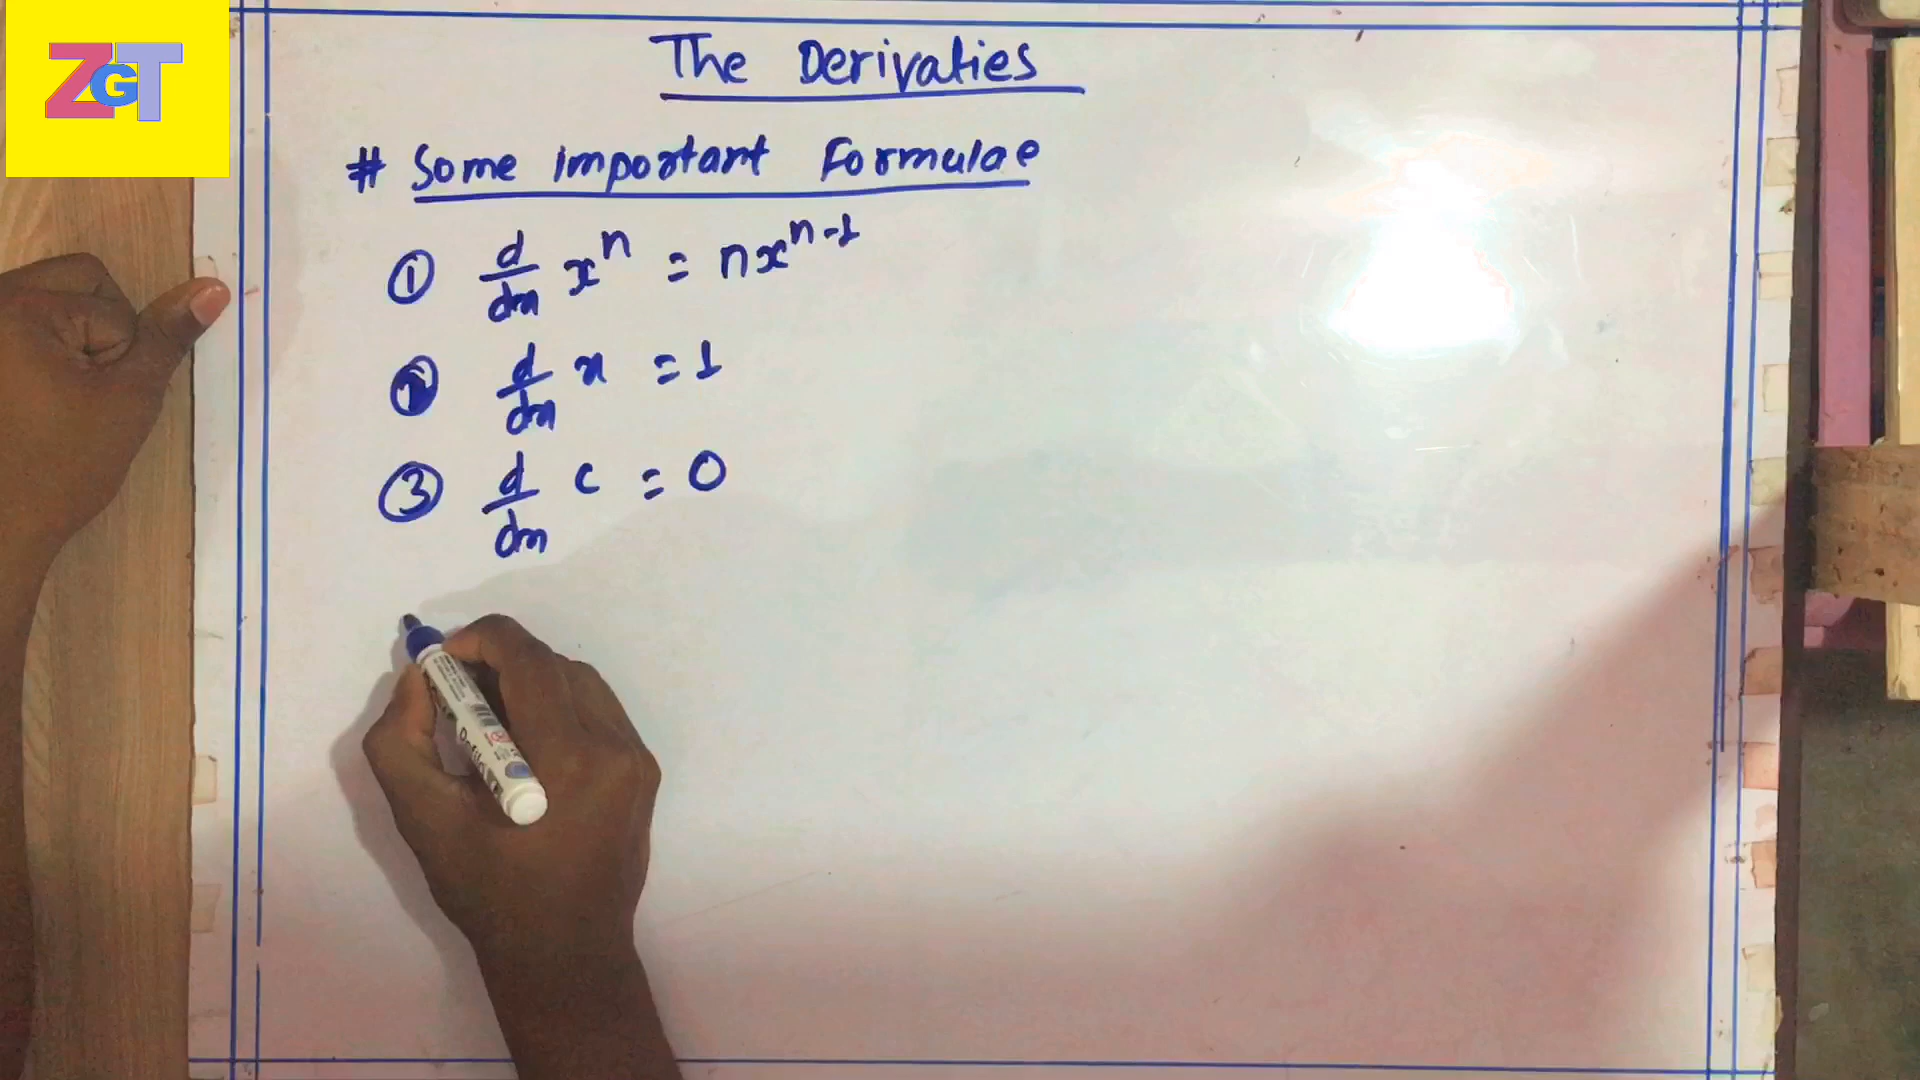 ZGT
The Derivaties
# Some important Formulae
① d/dx x^n = nx^n-1
② d/dx x = 1
③ d/dx c = 0